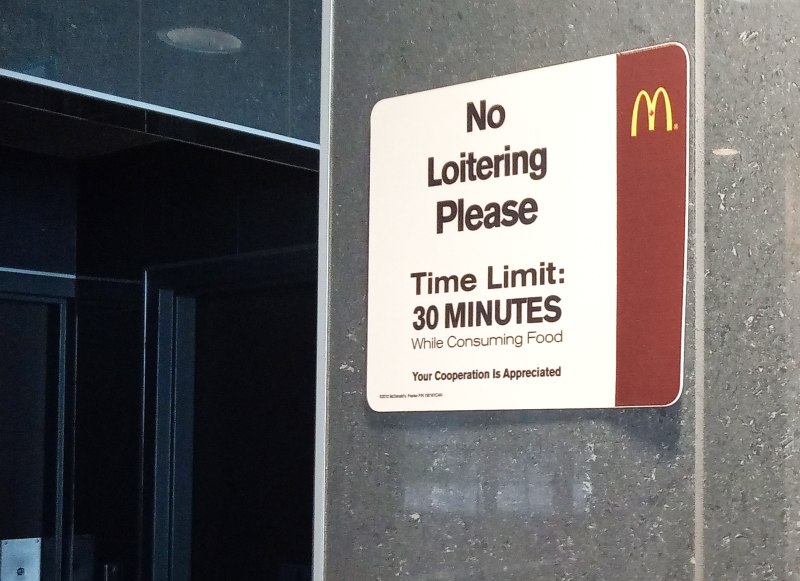 No
Loitering
Please
Time Limit:
30 MINUTES
While Consuming Food
Your Cooperation Is Appreciated
M